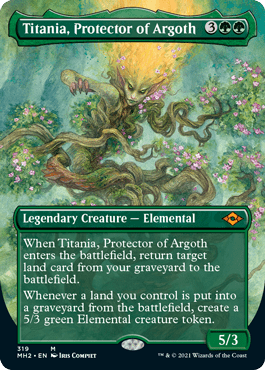 Titania, Protector of Argoth 3
Legendary Creature — Elemental
When Titania, Protector of Argoth
enters the battlefield, return target
land card from your graveyard to the
battlefield.
Whenever a land you control is put into
a graveyard from the battlefield, create a
5/3 green Elemental creature token.
5/3
319 M
MH2 • EN Iris Compiet
™ & © 2021 Wizards of the Coast